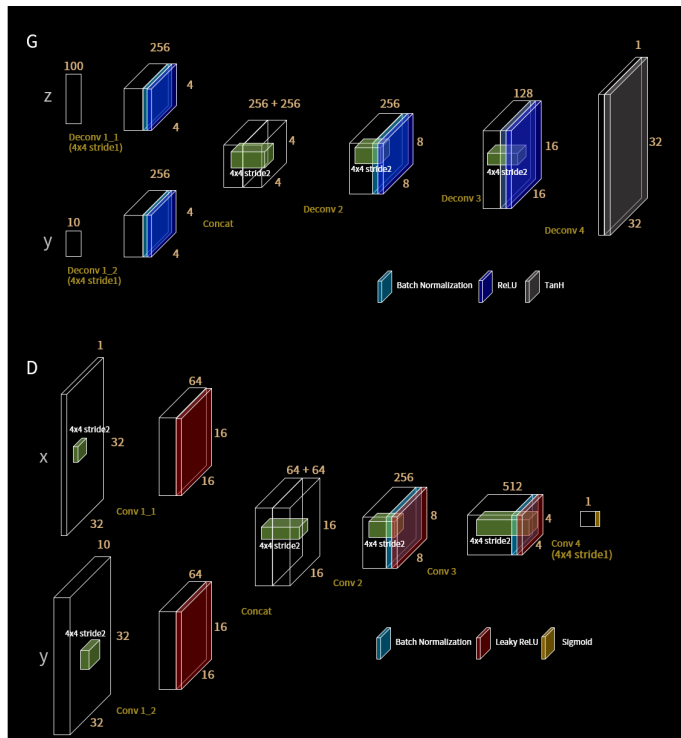 G
z
100
Deconv 1_1
(4x4 stride1)
256
4
4
y
10
Deconv 1_2
(4x4 stride1)
256
4
4
256 + 256
4
4
4x4 stride2
Concat
256
8
8
4x4 stride2
Deconv 2
128
16
16
4x4 stride2
Deconv 3
1
32
32
Deconv 4
Batch Normalization
ReLU
TanH
D
x
1
32
32
4x4 stride2
Conv 1_1
64
16
16
y
10
32
32
4x4 stride2
Conv 1_2
64
16
16
64 + 64
16
16
4x4 stride2
Concat
Conv 2
256
8
8
4x4 stride2
Conv 3
512
4
4
4x4 stride2
Conv 4
(4x4 stride1)
1
Batch Normalization
Leaky ReLU
Sigmoid